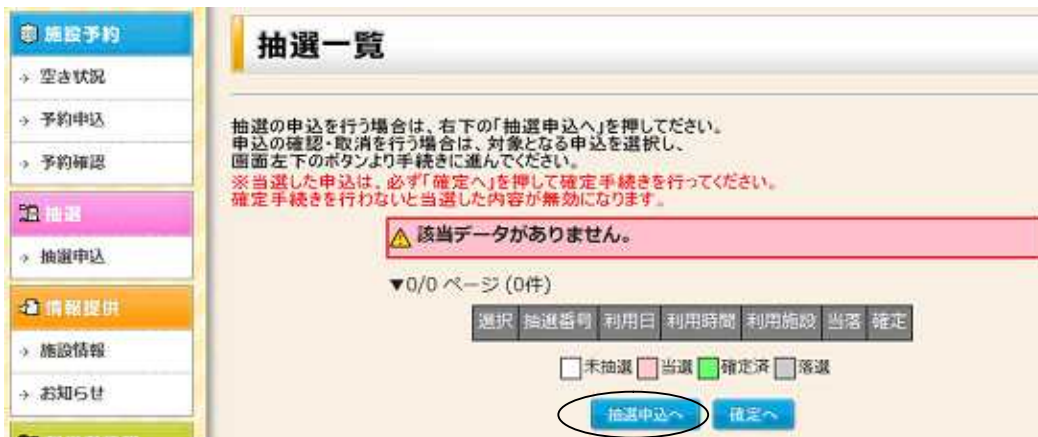 施設予約
空き状況
予約申込
予約確認
抽選
抽選申込
情報提供
施設情報
お知らせ
抽選一覧
抽選の申込を行う場合は、右下の「抽選申込へ」を押してださい。
申込の確認・取消を行う場合は、対象となる申込を選択し、
画面左下のボタンより手続きに進んでください。
※当選した申込は、必ず「確定へ」を押して確定手続きを行ってください。
確定手続きを行わないと当選した内容が無効になります。
該当データがありません。
▼0/0 ページ (0件)
選択 抽選番号 利用日 利用時間 利用施設 当落 確定
未抽選 当選 確定済 落選
抽選申込へ 確定へ